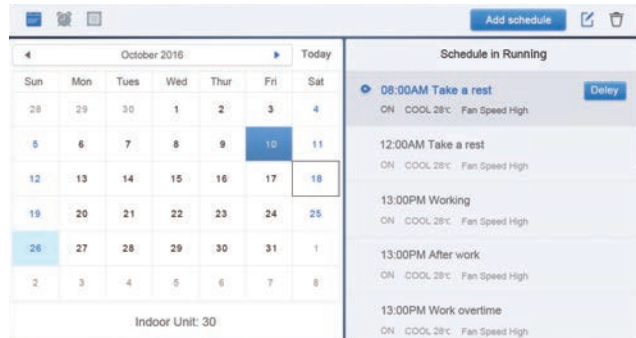 Add schedule
October 2016 Today
Sun Mon Tues Wed Thur Fri Sat
28 29 30 1 2 3 4
5 6 7 8 9 10 11
12 13 14 15 16 17 18
19 20 21 22 23 24 25
26 27 28 29 30 31 1
2 3 4 5 6 7 8
Indoor Unit: 30
Schedule in Running
08:00AM Take a rest Deley
ON COOL 28℃ Fan Speed High
12:00AM Take a rest
ON COOL 28℃ Fan Speed High
13:00PM Working
ON COOL 28℃ Fan Speed High
13:00PM After work
ON COOL 28℃ Fan Speed High
13:00PM Work overtime
ON COOL 28℃ Fan Speed High